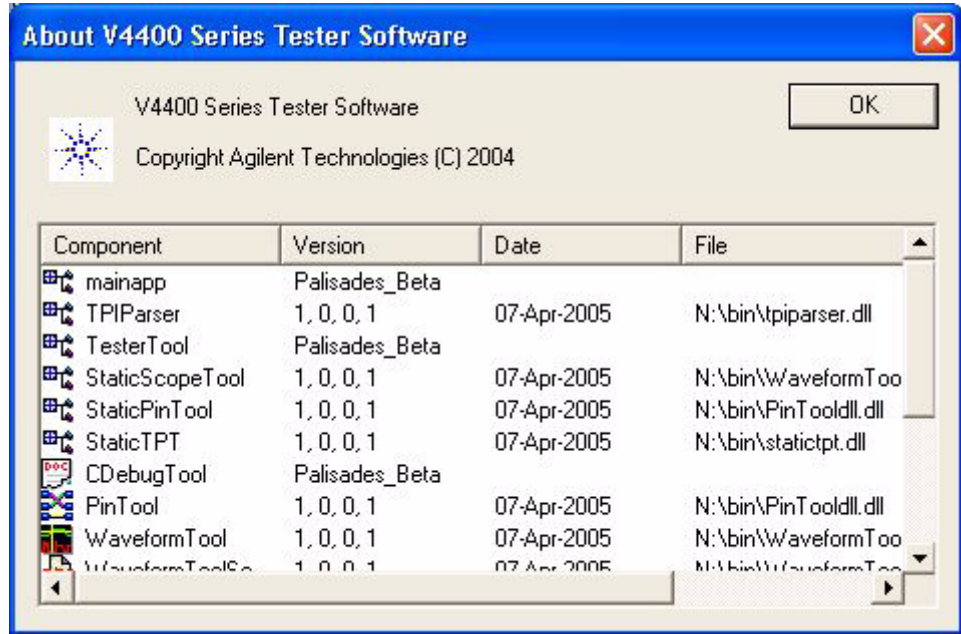 About V4400 Series Tester Software
V4400 Series Tester Software
OK
Copyright Agilent Technologies (C) 2004
Component Version Date File
mainapp Palisades_Beta
TPIParser 1, 0, 0, 1 07-Apr-2005 N:\bin\tpiparser.dll
TesterTool Palisades_Beta
StaticScopeTool 1, 0, 0, 1 07-Apr-2005 N:\bin\WaveformToo
StaticPinTool 1, 0, 0, 1 07-Apr-2005 N:\bin\PinTooldll.dll
StaticTPT 1, 0, 0, 1 07-Apr-2005 N:\bin\statictpt.dll
DOC CDebugTool Palisades_Beta
PinTool 1, 0, 0, 1 07-Apr-2005 N:\bin\PinTooldll.dll
WaveformTool 1, 0, 0, 1 07-Apr-2005 N:\bin\WaveformToo